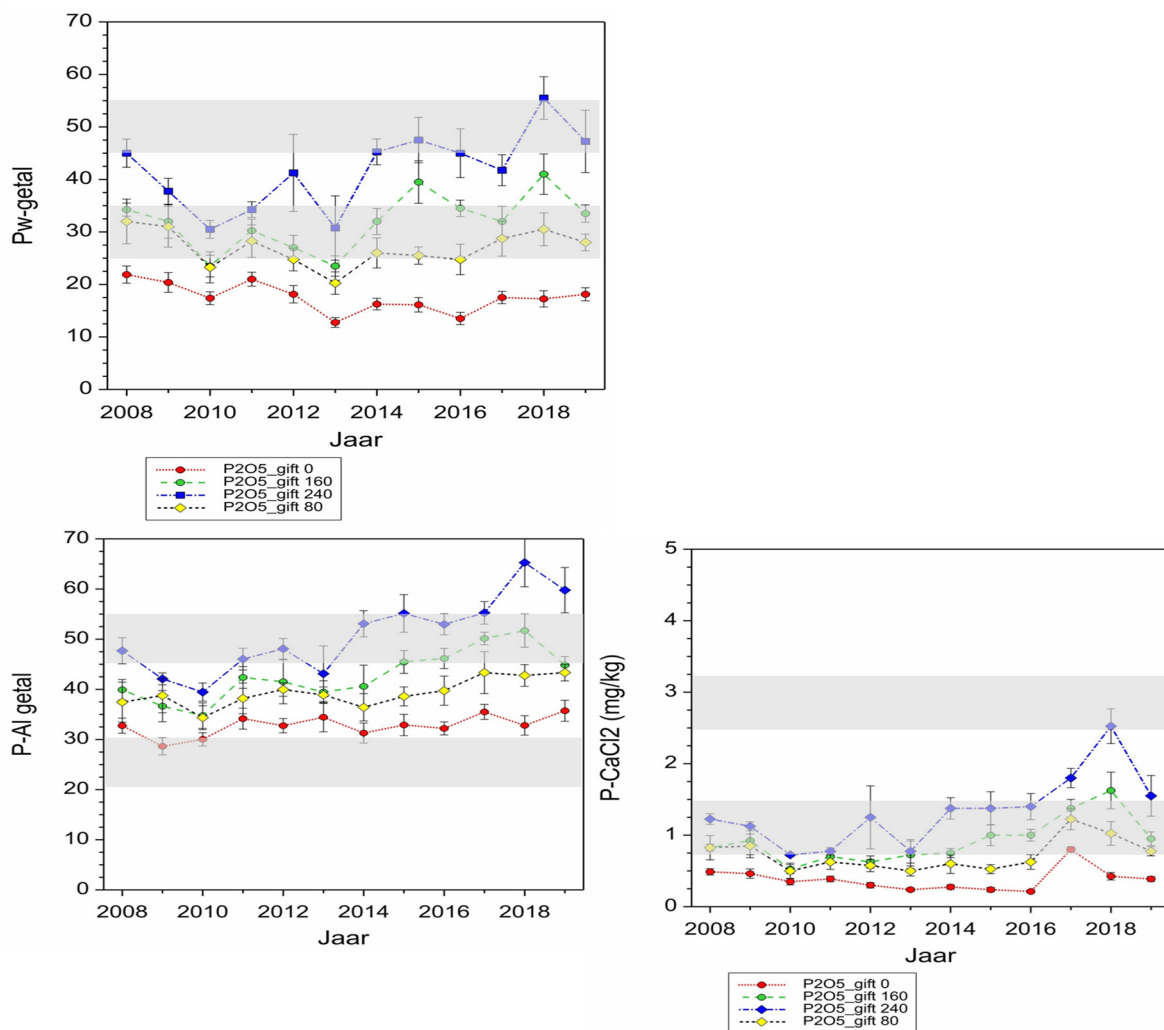 70
60
50
40
30
20
10
0
Pw-getal
2008 2010 2012 2014 2016 2018
Jaar
P2O5_gift 0
P2O5_gift 160
P2O5_gift 240
P2O5_gift 80
70
60
50
40
30
20
10
0
P-Al getal
2008 2010 2012 2014 2016 2018
Jaar
5
4
3
2
1
0
P-CaCl2 (mg/kg)
2008 2010 2012 2014 2016 2018
Jaar
P2O5_gift 0
P2O5_gift 160
P2O5_gift 240
P2O5_gift 80